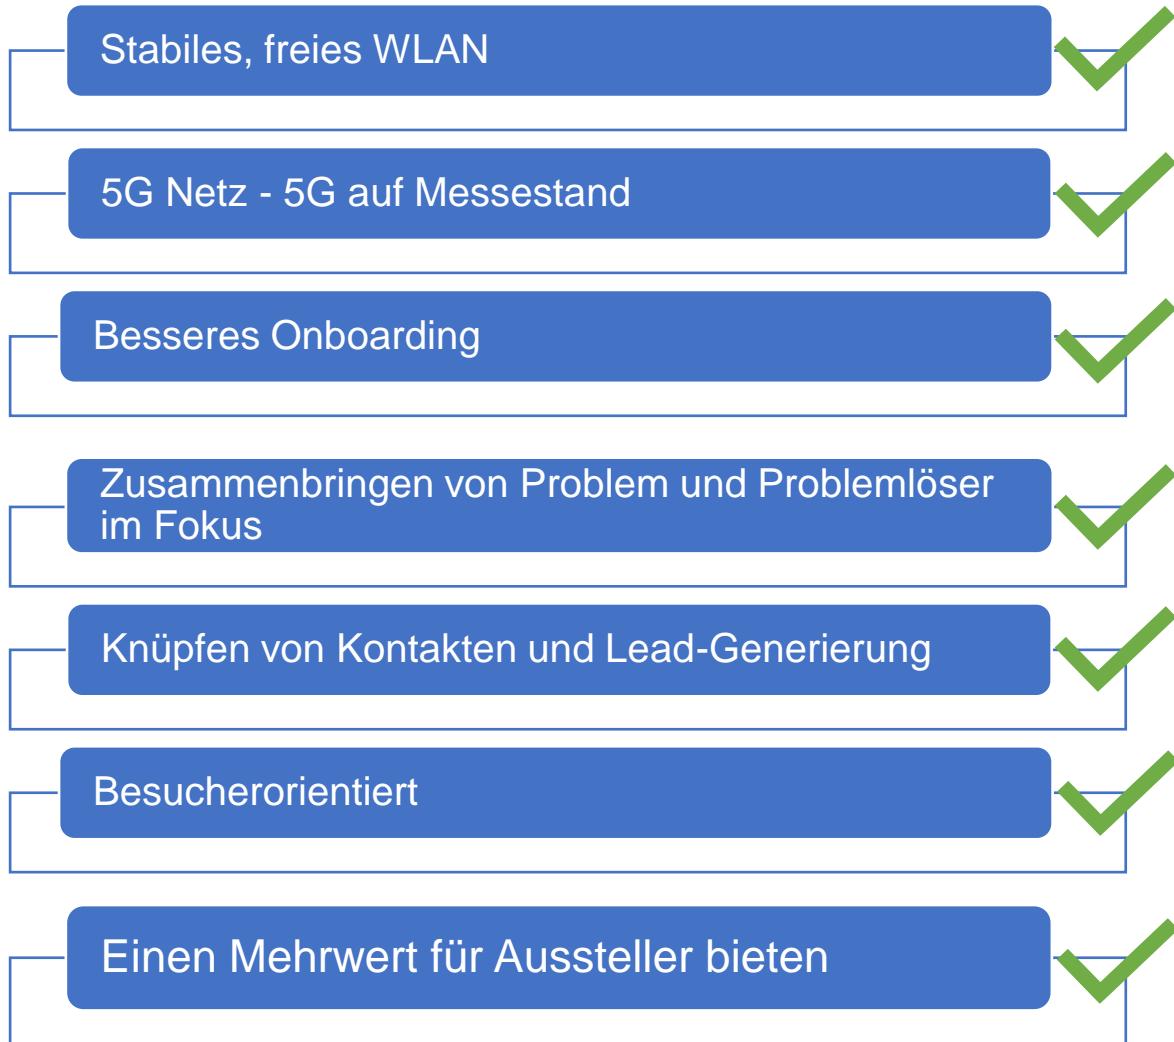 Stabiles, freies WLAN
5G Netz - 5G auf Messestand
Besseres Onboarding
Zusammenbringen von Problem und Problemlöser
im Fokus
Knüpfen von Kontakten und Lead-Generierung
Besucherorientiert
Einen Mehrwert für Aussteller bieten